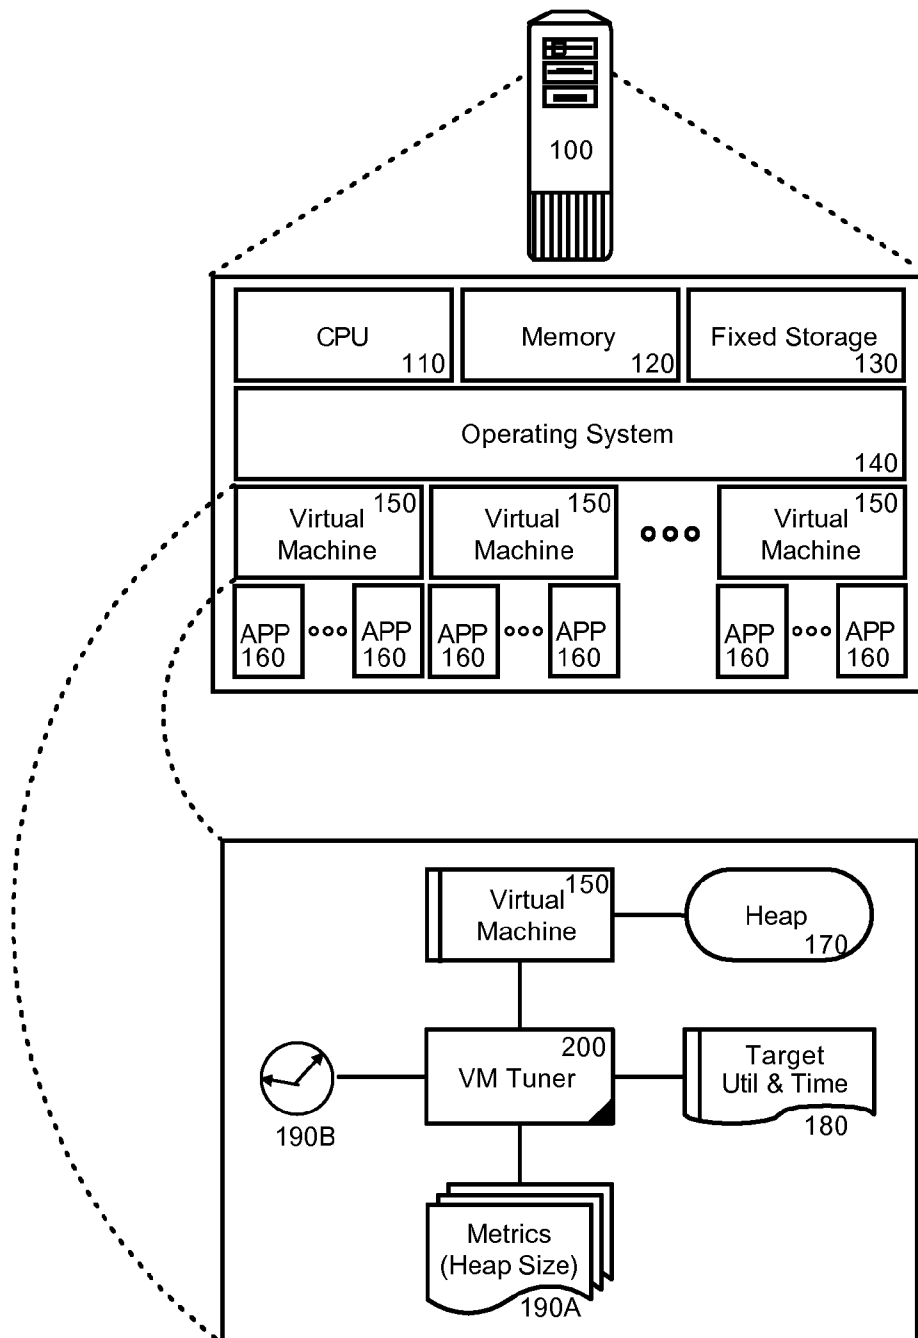 100
CPU
110
Memory
120
Fixed Storage
130
Operating System
140
Virtual
Machine
150
Virtual
Machine
150
Virtual
Machine
150
APP
160
APP
160
APP
160
APP
160
APP
160
APP
160
Virtual
Machine
150
Heap
170
VM Tuner
200
Target
Util & Time
180
190B
Metrics
(Heap Size)
190A